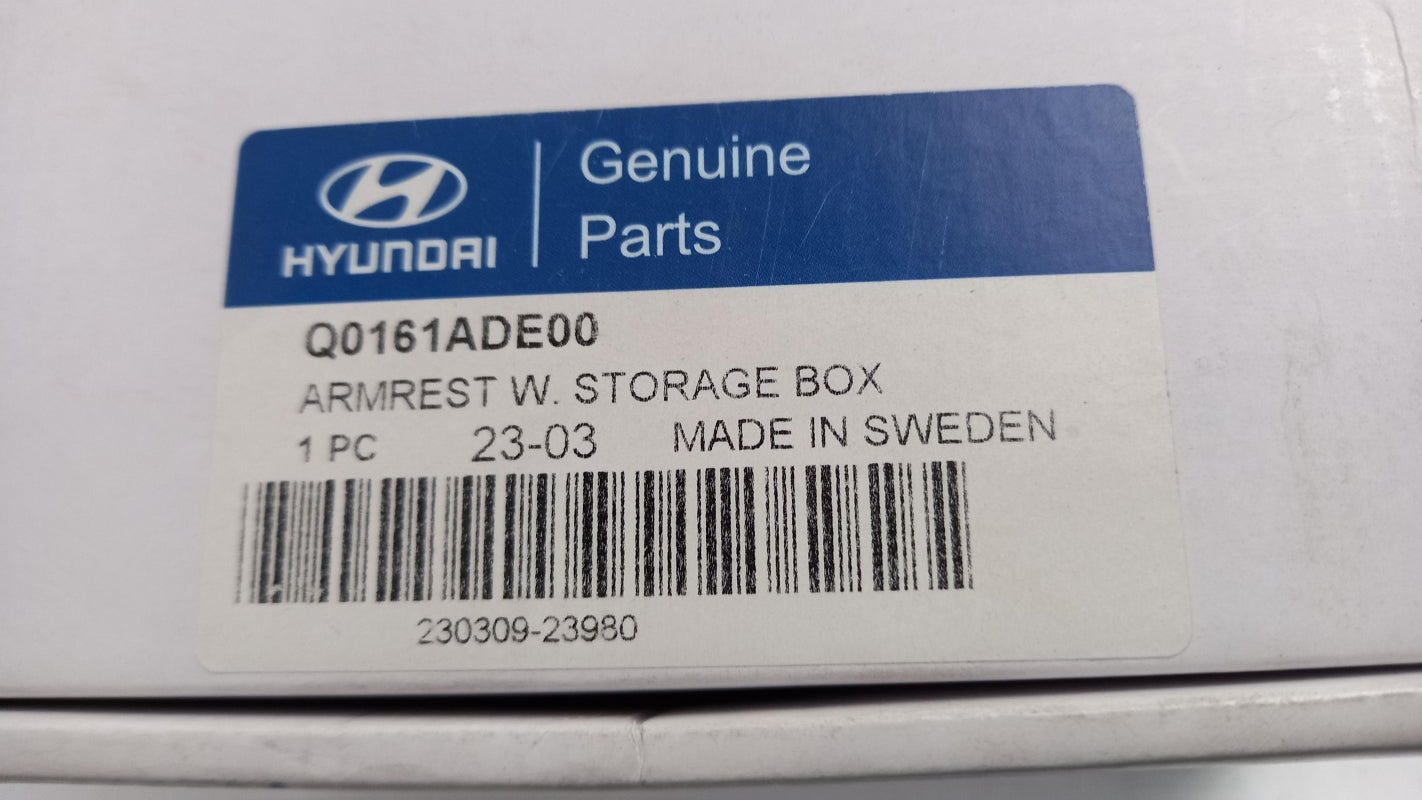 HYUNDAI
Genuine
Parts
Q0161ADE00
ARMREST W. STORAGE BOX
1 PC 23-03 MADE IN SWEDEN
230309-23980